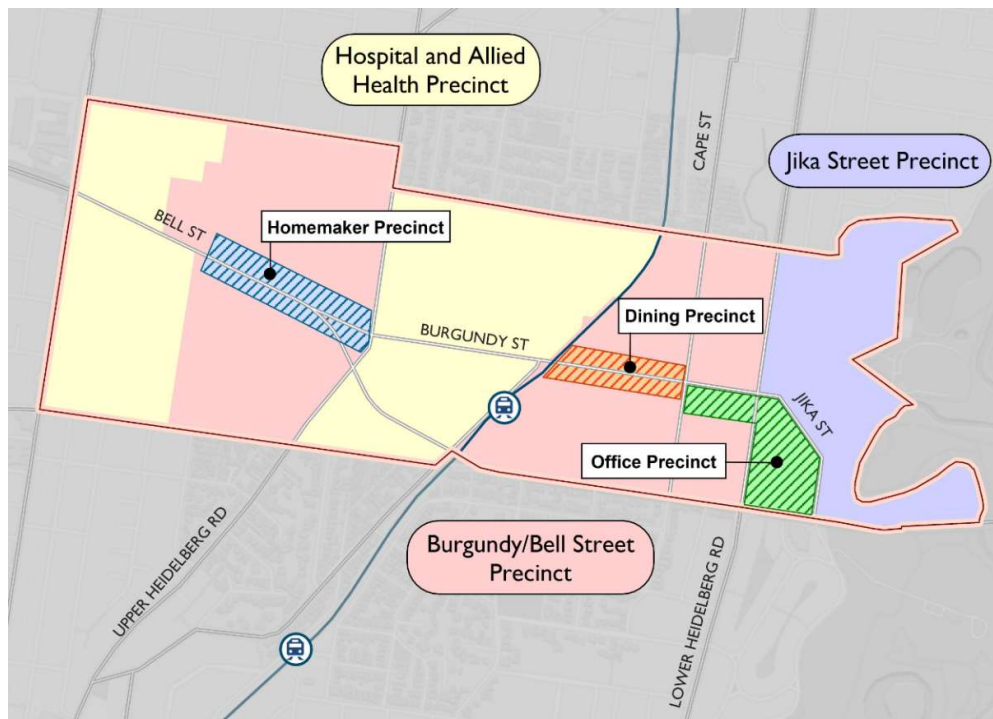 Hospital and Allied
Health Precinct
CAPE ST
Jika Street Precinct
BELL ST
Homemaker Precinct
Dining Precinct
BURGUNDY ST
JIKA ST
Office Precinct
UPPER HEIDELBERG RD
Burgundy/Bell Street
Precinct
LOWER HEIDELBERG RD